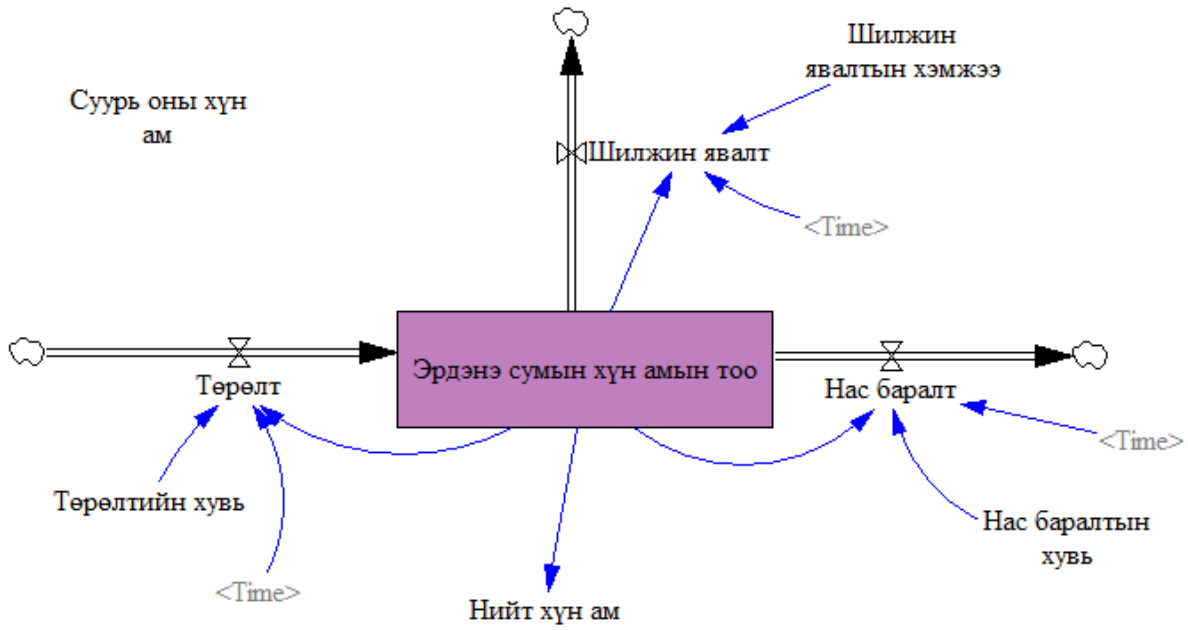 Шилжин
явалтын хэмжээ
Суурь оны хүн
ам
Шилжин явалт
<Time>
Эрдэнэ сумын хүн амын тоо
Төрөлт
Нас баралт
<Time>
Төрөлтийн хувь
Нас баралтын
хувь
<Time>
Нийт хүн ам